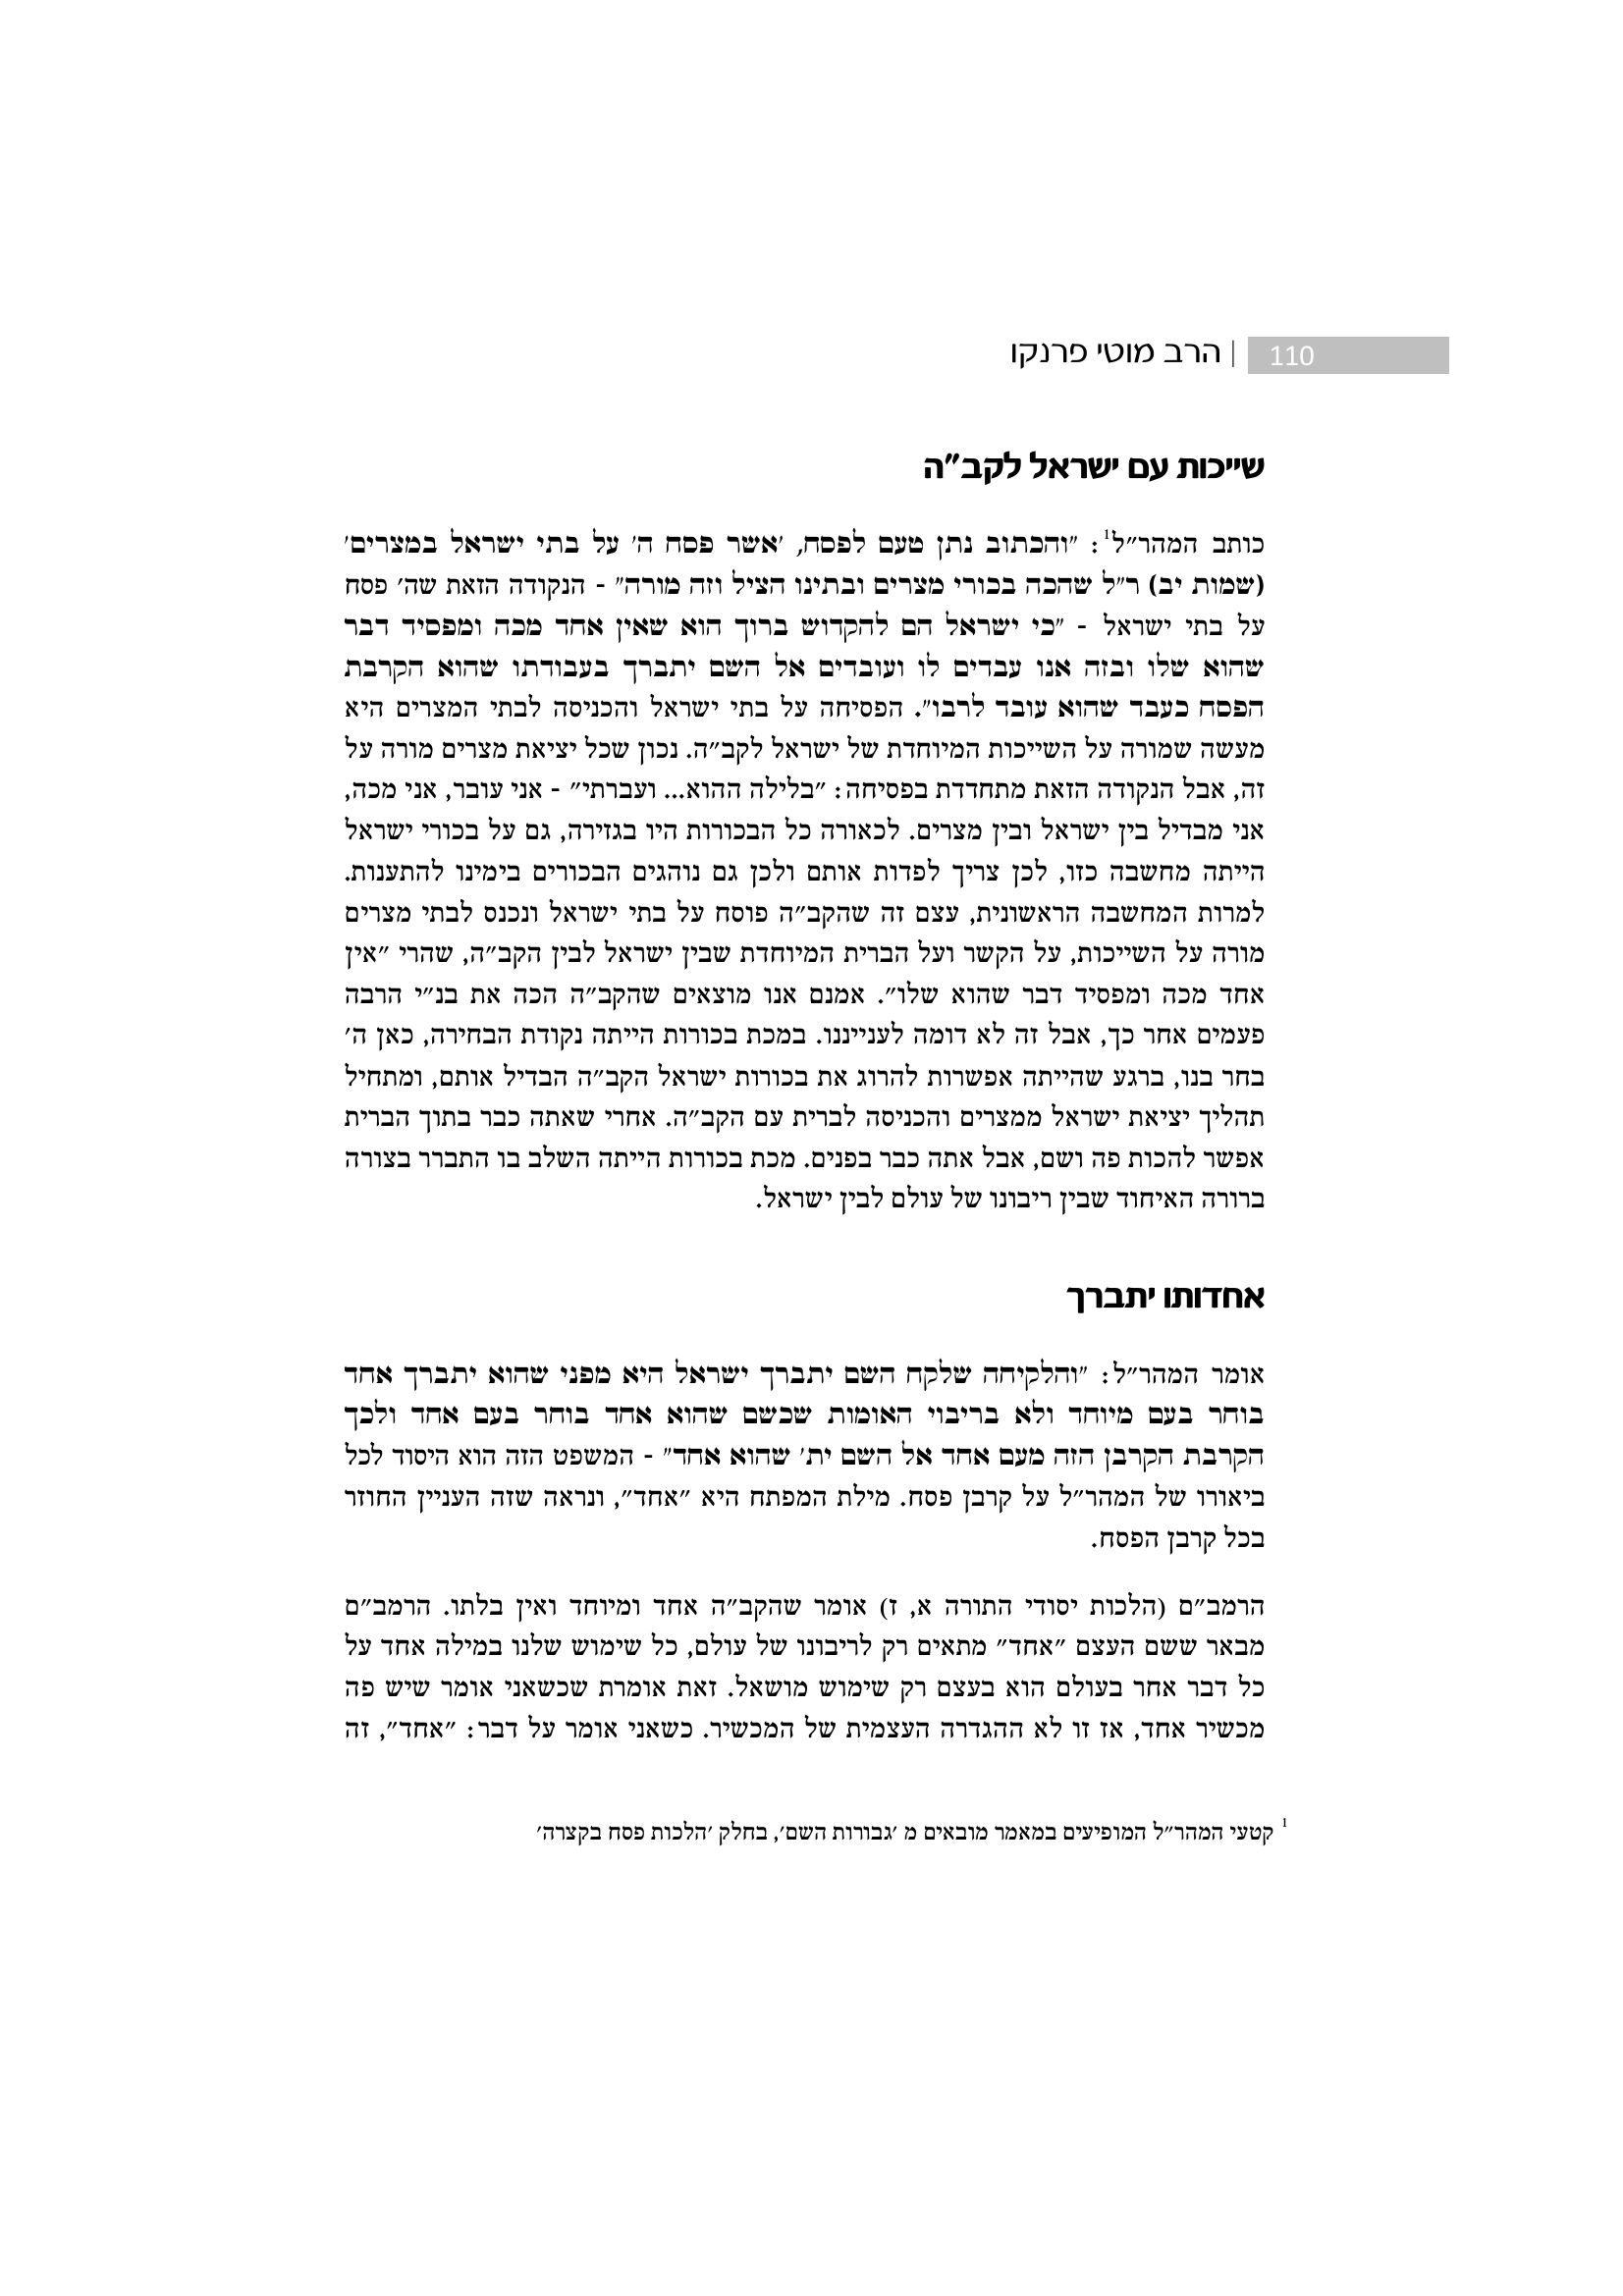 110 | הרב מוטי פרנקו
שייכות עם ישראל לקב״ה
כותב המהר״ל1: ״והכתוב נתן טעם לפסח, ׳אשר פסח ה׳ על בתי ישראל במצרים׳
(שמות יב) ר״ל שהכה בכורי מצרים ובתינו הציל וזה מורה״ - הנקודה הזאת שה׳ פסח
על בתי ישראל - ״כי ישראל הם להקדוש ברוך הוא שאין אחד מכה ומפסיד דבר
שהוא שלו ובזה אנו עבדים לו ועובדים אל השם יתברך בעבודתו שהוא הקרבת
הפסח כעבד שהוא עובד לרבו״. הפסיחה על בתי ישראל והכניסה לבתי המצרים היא
מעשה שמורה על השייכות המיוחדת של ישראל לקב״ה. נכון שכל יציאת מצרים מורה על
זה, אבל הנקודה הזאת מתחדדת בפסיחה: ״בלילה ההוא... ועברתי״ - אני עובר, אני מכה,
אני מבדיל בין ישראל ובין מצרים. לכאורה כל הבכורות היו בגזירה, גם על בכורי ישראל
הייתה מחשבה כזו, לכן צריך לפדות אותם ולכן גם נוהגים הבכורים בימינו להתענות.
למרות המחשבה הראשונית, עצם זה שהקב״ה פוסח על בתי ישראל ונכנס לבתי מצרים
מורה על השייכות, על הקשר ועל הברית המיוחדת שבין ישראל לבין הקב״ה, שהרי ״אין
אחד מכה ומפסיד דבר שהוא שלו״. אמנם אנו מוצאים שהקב״ה הכה את בנ״י הרבה
פעמים אחר כך, אבל זה לא דומה לענייננו. במכת בכורות הייתה נקודת הבחירה, כאן ה׳
בחר בנו, ברגע שהייתה אפשרות להרוג את בכורות ישראל הקב״ה הבדיל אותם, ומתחיל
תהליך יציאת ישראל ממצרים והכניסה לברית עם הקב״ה. אחרי שאתה כבר בתוך הברית
אפשר להכות פה ושם, אבל אתה כבר בפנים. מכת בכורות הייתה השלב בו התברר בצורה
ברורה האיחוד שבין ריבונו של עולם לבין ישראל.
אחדותו יתברך
אומר המהר״ל: ״והלקיחה שלקח השם יתברך ישראל היא מפני שהוא יתברך אחד
בוחר בעם מיוחד ולא בריבוי האומות שכשם שהוא אחד בוחר בעם אחד ולכך
הקרבת הקרבן הזה מעם אחד אל השם ית׳ שהוא אחד״ - המשפט הזה הוא היסוד לכל
ביאורו של המהר״ל על קרבן פסח. מילת המפתח היא ״אחד״, ונראה שזה העניין החוזר
בכל קרבן הפסח.
הרמב״ם (הלכות יסודי התורה א, ז) אומר שהקב״ה אחד ומיוחד ואין בלתו. הרמב״ם
מבאר ששם העצם ״אחד״ מתאים רק לריבונו של עולם, כל שימוש שלנו במילה אחד על
כל דבר אחר בעולם הוא בעצם רק שימוש מושאל. זאת אומרת שכשאני אומר שיש פה
מכשיר אחד, אז זו לא ההגדרה העצמית של המכשיר. כשאני אומר על דבר: ״אחד״, זה
1 קטעי המהר״ל המופיעים במאמר מובאים מ ׳גבורות השם׳, בחלק ׳הלכות פסח בקצרה׳